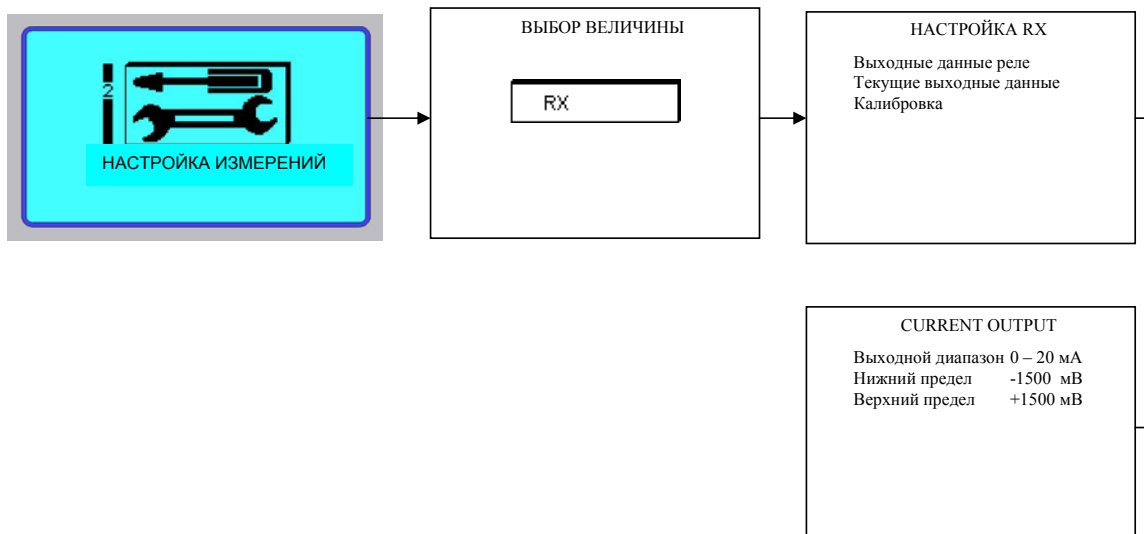 2
НАСТРОЙКА ИЗМЕРЕНИЙ
ВЫБОР ВЕЛИЧИНЫ
RX
НАСТРОЙКА RX
Выходные данные реле
Текущие выходные данные
Калибровка
CURRENT OUTPUT
Выходной диапазон 0 – 20 мА
Нижний предел -1500 мВ
Верхний предел +1500 мВ